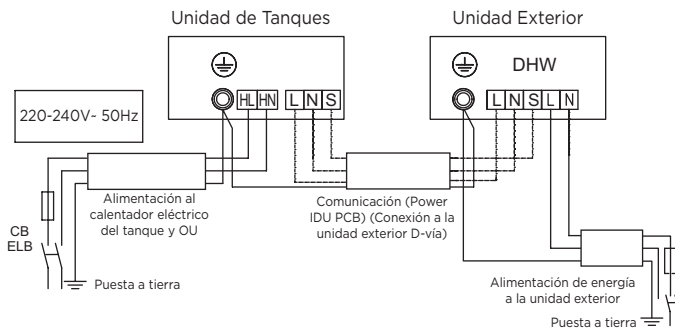 Unidad de Tanques
Unidad Exterior
DHW
HL HN L N S
L N S L N
220-240V~ 50Hz
Alimentación al
calentador eléctrico
del tanque y OU
Comunicación (Power
IDU PCB) (Conexión a la
unidad exterior D-vía)
CB
ELB
Puesta a tierra
Alimentación de energía
a la unidad exterior
Puesta a tierra